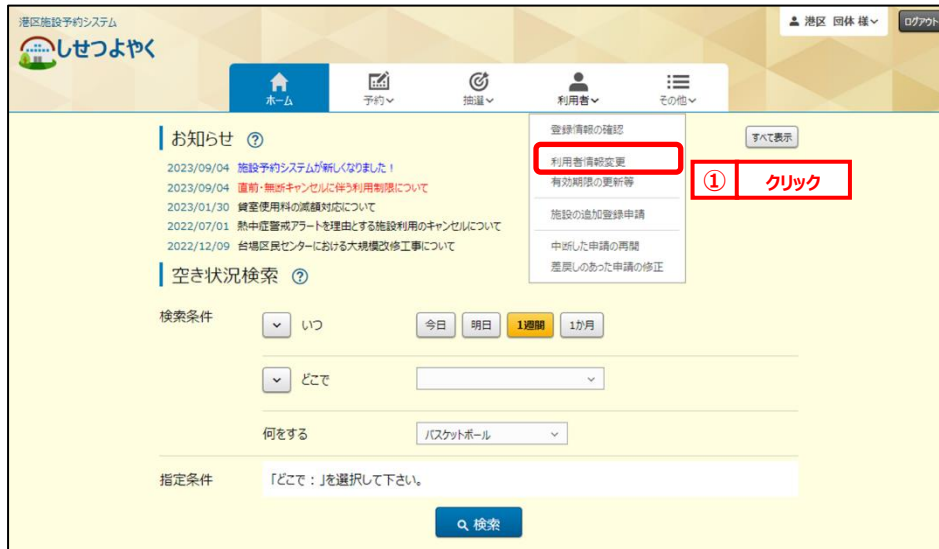 港区施設予約システム
しせつよやく
港区 団体 様
ログアウト
ホーム
予約
抽選
利用者
その他
お知らせ ?
すべて表示
2023/09/04 施設予約システムが新しくなりました！
2023/09/04 直前・無断キャンセルに伴う利用制限について
2023/01/30 貸室使用料の減額対応について
2022/07/01 熱中症警戒アラートを理由とする施設利用のキャンセルについて
2022/12/09 台場区民センターにおける大規模改修工事について
登録情報の確認
利用者情報変更
有効期限の更新等
施設の追加登録申請
中断した申請の再開
差戻しのあった申請の修正
① クリック
空き状況検索 ?
検索条件
いつ
今日 明日 1週間 1か月
どこで
何をする
バスケットボール
指定条件
「どこで：」を選択して下さい。
検索